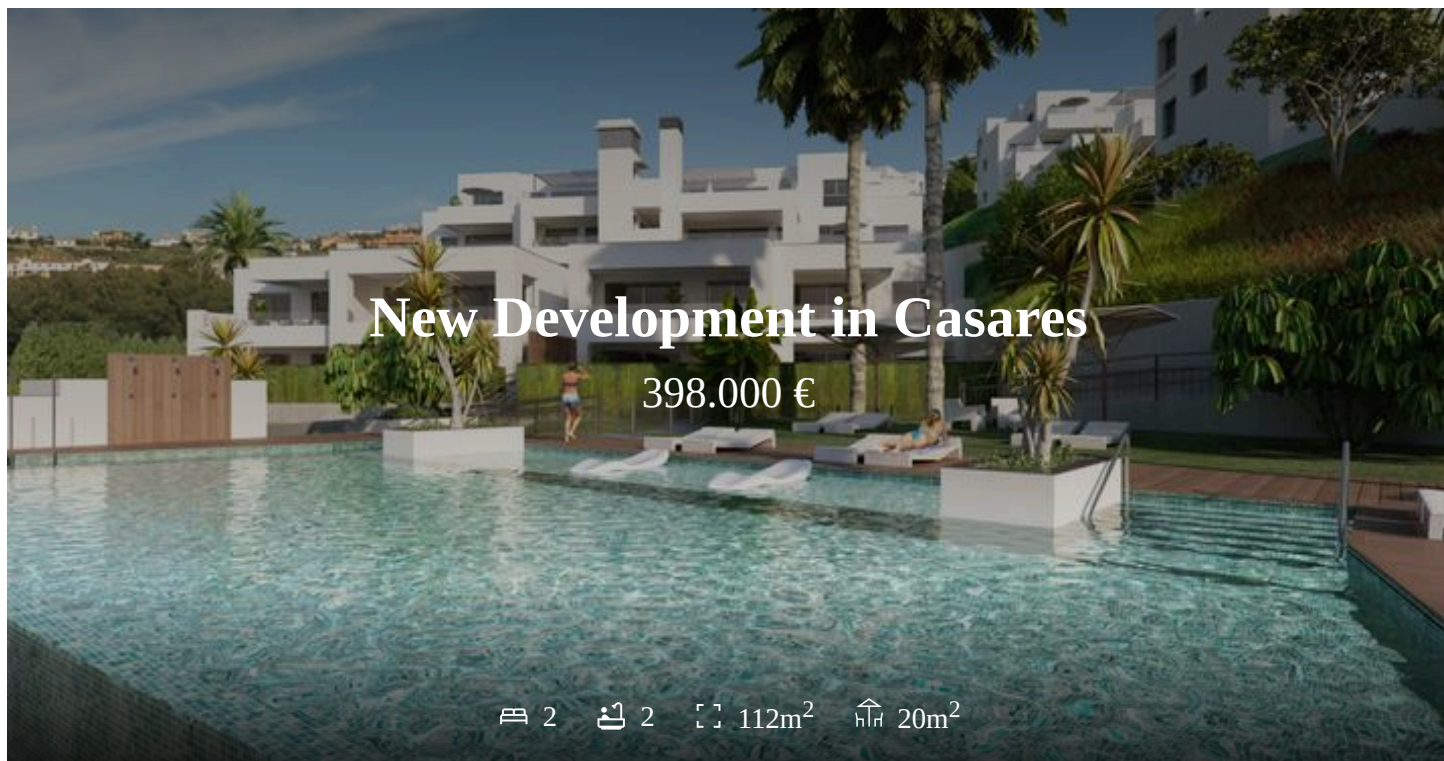 New Development in Casares
398.000 €
2 2 112m² 20m²